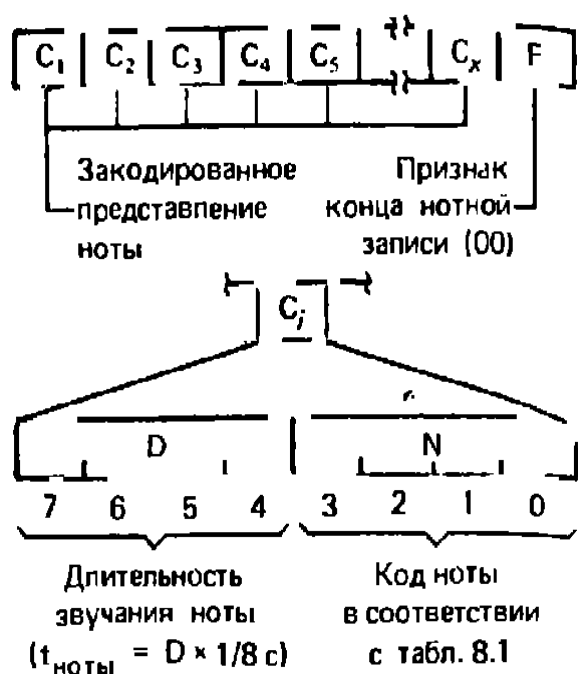 C₁ C₂ C₃ C₄ C₅ Cₓ F
Закодированное
представпение
ноты
Признак
конца нотной
записи (00)
Cⱼ
D N
7 6 5 4 3 2 1 0
Длительность
звучания ноты
(tноты = D × 1/8 с)
Код ноты
в соответствии
с табл. 8.1